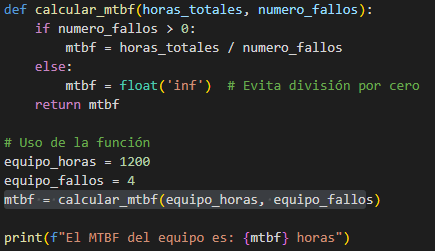 def calcular_mtbf(horas_totales, numero_fallos):
    if numero_fallos > 0:
        mtbf = horas_totales / numero_fallos
    else:
        mtbf = float('inf')  # Evita división por cero
    return mtbf

# Uso de la función
equipo_horas = 1200
equipo_fallos = 4
mtbf = calcular_mtbf(equipo_horas, equipo_fallos)

print(f"El MTBF del equipo es: {mtbf} horas")